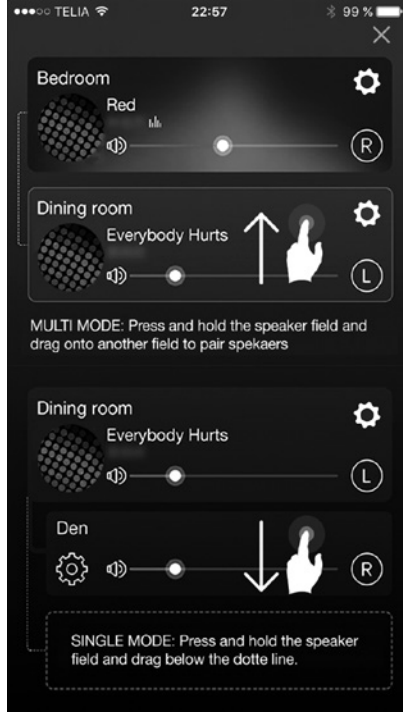 TELIA 22:57 99 %
Bedroom
Red
R
Dining room
Everybody Hurts
L
MULTI MODE: Press and hold the speaker field and
drag onto another field to pair spekaers
Dining room
Everybody Hurts
L
Den
R
SINGLE MODE: Press and hold the speaker
field and drag below the dotte line.